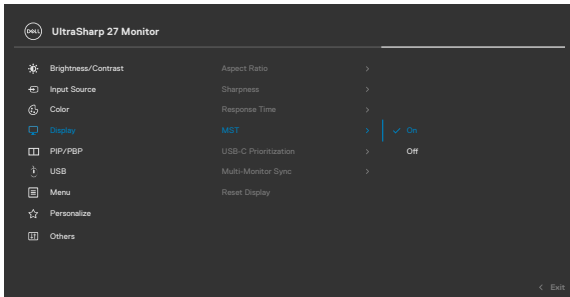 DELL UltraSharp 27 Monitor
Brightness/Contrast Aspect Ratio >
Input Source Sharpness >
Color Response Time >
Display MST > ✓ On
PIP/PBP USB-C Prioritization > Off
USB Multi-Monitor Sync >
Menu Reset Display
Personalize
Others
< Exit